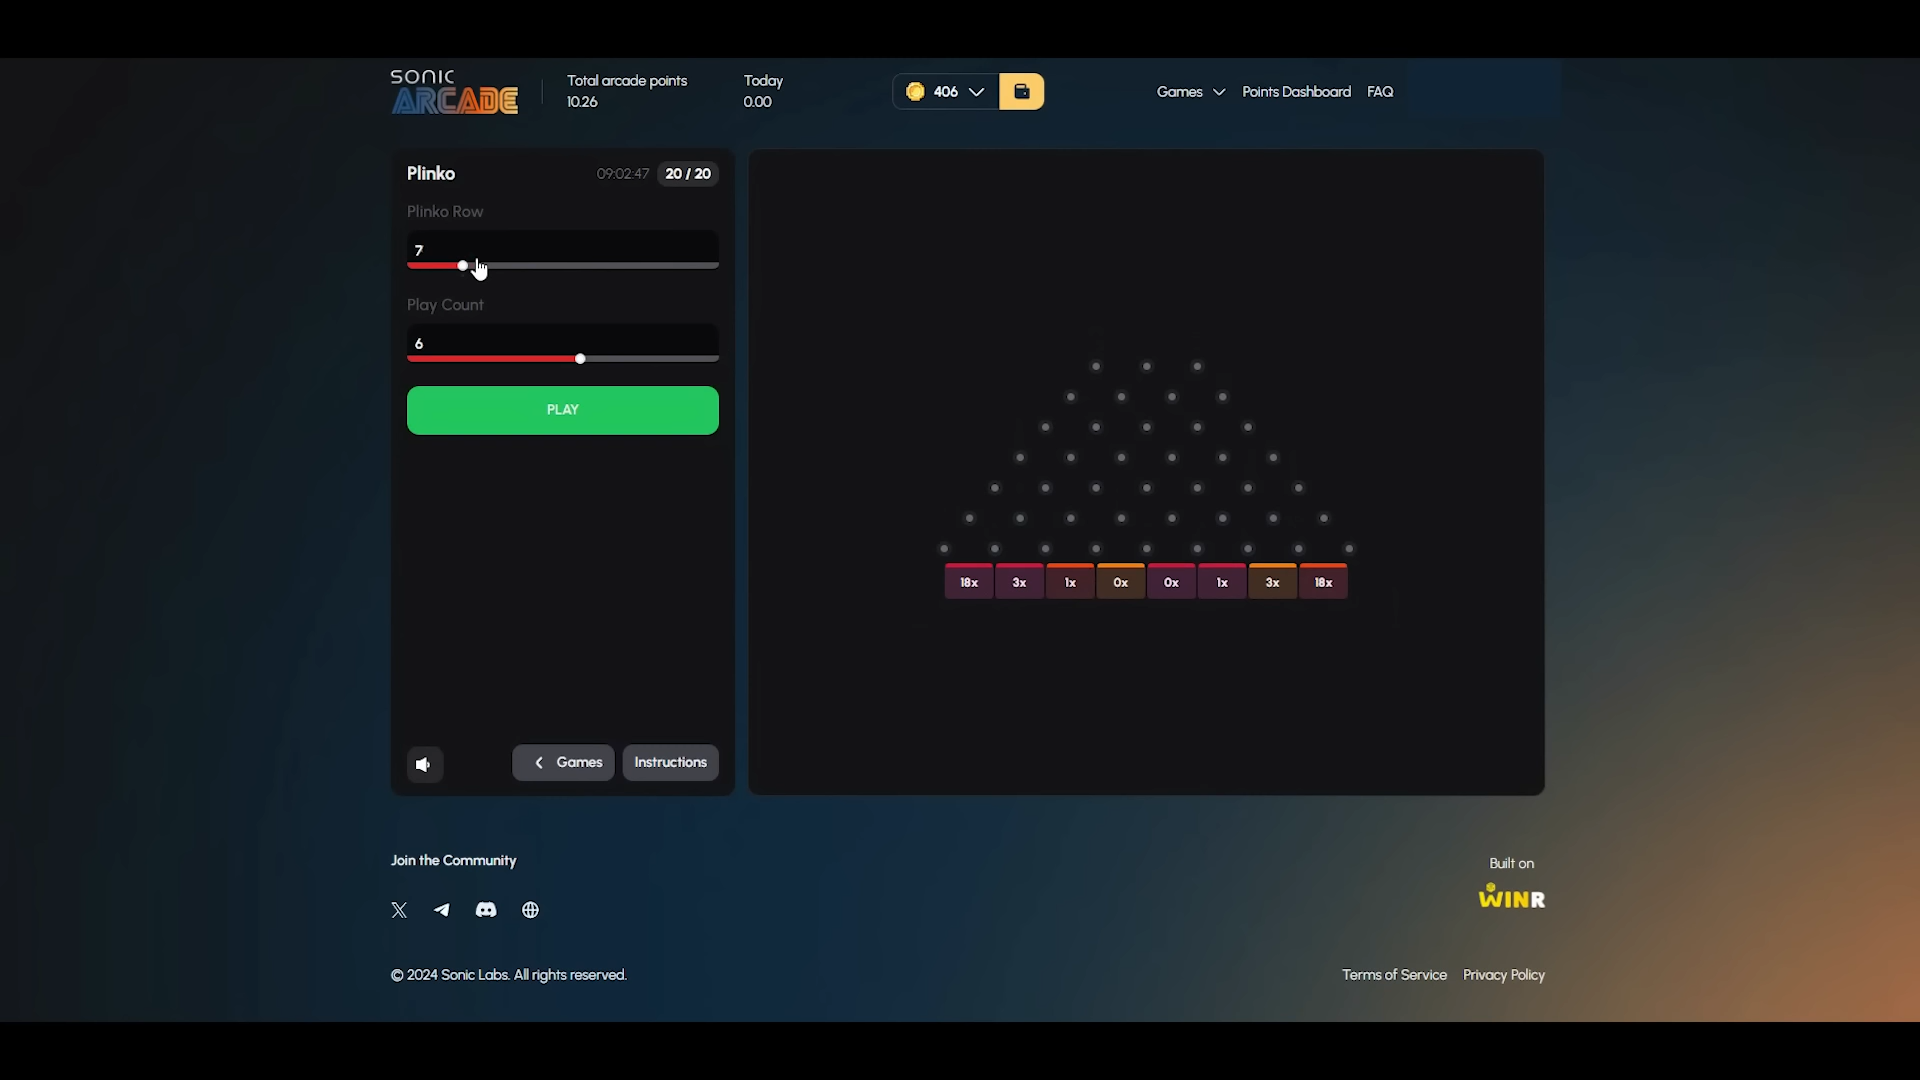 SONIC
ARCADE
Total arcade points
10.26
Today
0.00
406
Games
Points Dashboard
FAQ
Plinko
09:02:47
20 / 20
Plinko Row
7
Play Count
6
PLAY
18x 3x 1x 0x 0x 1x 3x 18x
Games
Instructions
Join the Community
Built on
WINR
© 2024 Sonic Labs. All rights reserved.
Terms of Service
Privacy Policy